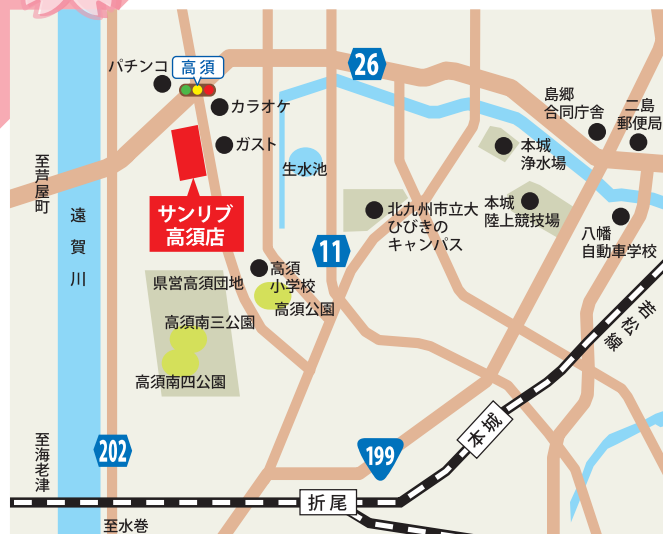 パチンコ
高須
26
カラオケ
ガスト
島郷
合同庁舎
二島
郵便局
本城
浄水場
生水池
至芦屋町
遠賀川
サンリブ
高須店
北九州市立大
ひびきの
キャンパス
本城
陸上競技場
八幡
自動車学校
11
高須
小学校
県営高須団地
高須公園
高須南三公園
高須南四公園
若松線
本城
至海老津
202
199
折尾
至水巻